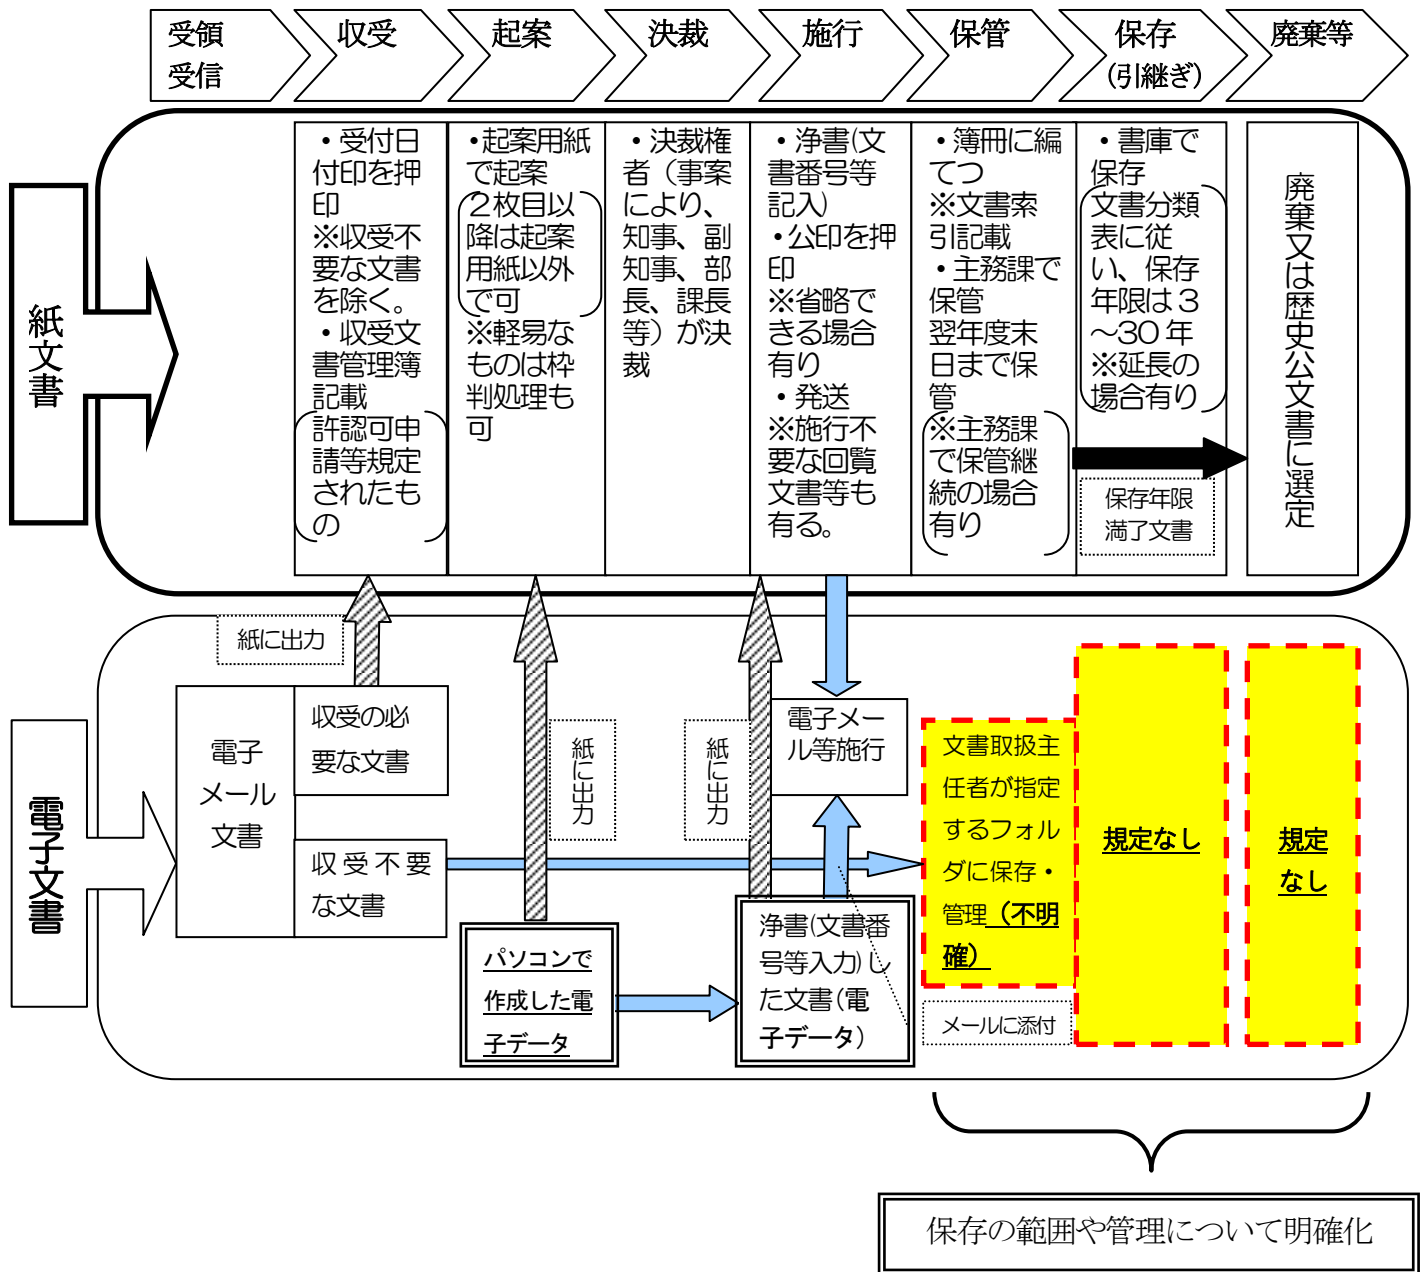 受領
受信
収受
起案
決裁
施行
保管
保存
(引継ぎ)
廃棄等
紙文書
・受付日
付印を押
印
※収受不
要な文書
を除く。
・収受文
書管理簿
記載
許認可申
請等規定
されたも
の
・起案用紙
で起案
２枚目以
降は起案
用紙以外
で可
※軽易な
ものは枠
判処理も
可
・決裁権
者（事案
により、
知事、副
知事、部
長、課長
等）が決
裁
・浄書(文
書番号等
記入)
・公印を押
印
※省略で
きる場合
有り
・発送
※施行不
要な回覧
文書等も
有る。
・簿冊に編
てつ
※文書索
引記載
・主務課で
保管
翌年度末
日まで保
管
※主務課
で保管継
続の場合
有り
・書庫で
保存
文書分類
表に従
い、保存
年限は３
～30 年
※延長の
場合有り
保存年限
満了文書
廃棄又は歴史公文書に選定
電子文書
紙に出力
電子
メール
文書
収受の必
要な文書
収受不要
な文書
紙に出力
パソコンで
作成した電
子データ
紙に出力
電子メー
ル等施行
浄書(文書番
号等入力)し
た文書(電
子データ)
文書取扱主
任者が指定
するフォル
ダに保存・
管理（不明
確）
メールに添付
規定なし
規定
なし
保存の範囲や管理について明確化